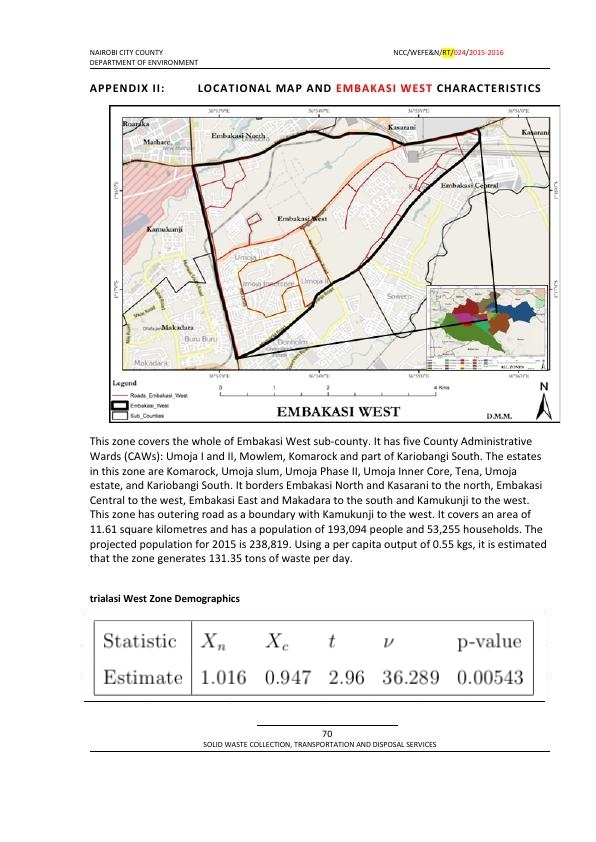 NAIROBI CITY COUNTY
NCC/WEFE&N/RT/024/2015-2016
DEPARTMENT OF ENVIRONMENT
APPENDIX II: LOCATIONAL MAP AND EMBAKASI WEST CHARACTERISTICS
Roaraka
Mathare
Embakasi North
Kasarani
Kasarani
Embakasi Central
Embakasi West
Kamukunji
Umoja
Umoja Innercore
Umoja II
Soweto
Makadara
Buru Buru
Donholm
Makadara
ALL ZONES
Legend
Roads_Embakasi_West
Embakasi_West
Sub_Counties
0 1 2 4 Kms
EMBAKASI WEST
D.M.M.
N
This zone covers the whole of Embakasi West sub-county. It has five County Administrative
Wards (CAWs): Umoja I and II, Mowlem, Komarock and part of Kariobangi South. The estates
in this zone are Komarock, Umoja slum, Umoja Phase II, Umoja Inner Core, Tena, Umoja
estate, and Kariobangi South. It borders Embakasi North and Kasarani to the north, Embakasi
Central to the west, Embakasi East and Makadara to the south and Kamukunji to the west.
This zone has outering road as a boundary with Kamukunji to the west. It covers an area of
11.61 square kilometres and has a population of 193,094 people and 53,255 households. The
projected population for 2015 is 238,819. Using a per capita output of 0.55 kgs, it is estimated
that the zone generates 131.35 tons of waste per day.
trialasi West Zone Demographics
Statistic X_n X_c t ν p-value
Estimate 1.016 0.947 2.96 36.289 0.00543
70
SOLID WASTE COLLECTION, TRANSPORTATION AND DISPOSAL SERVICES